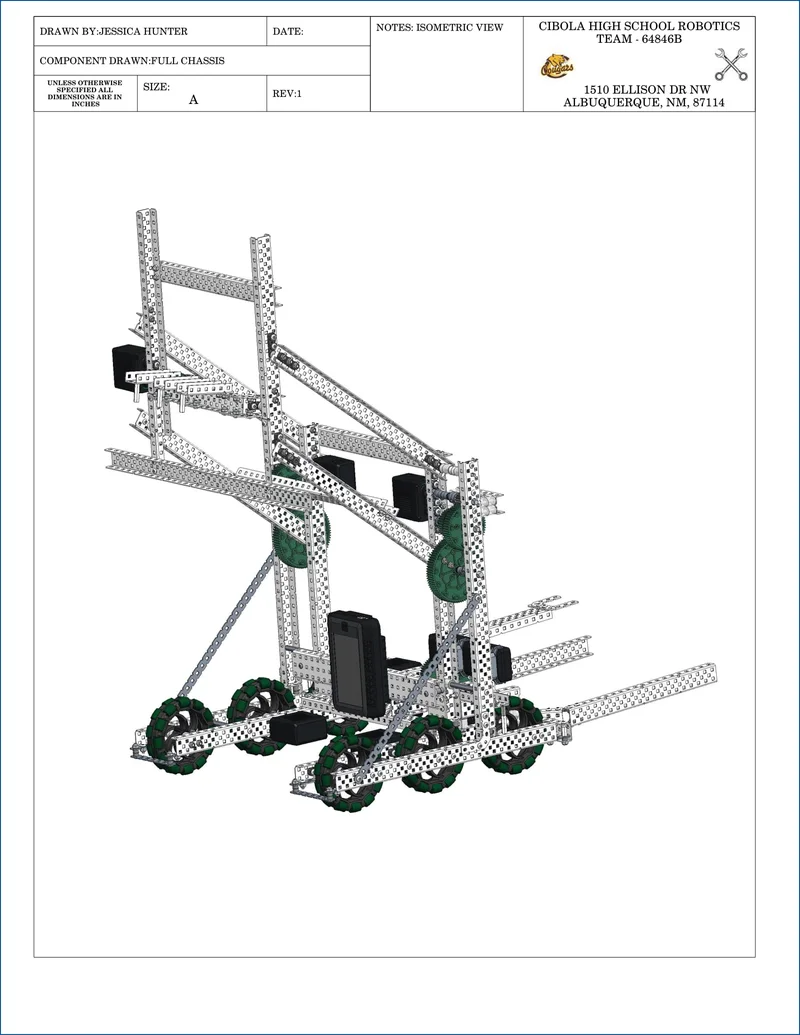 DRAWN BY:JESSICA HUNTER
DATE:
NOTES: ISOMETRIC VIEW
CIBOLA HIGH SCHOOL ROBOTICS
TEAM - 64846B
COMPONENT DRAWN:FULL CHASSIS
Cougars
UNLESS OTHERWISE
SPECIFIED ALL
DIMENSIONS ARE IN
INCHES
SIZE:
A
REV:1
1510 ELLISON DR NW
ALBUQUERQUE, NM, 87114